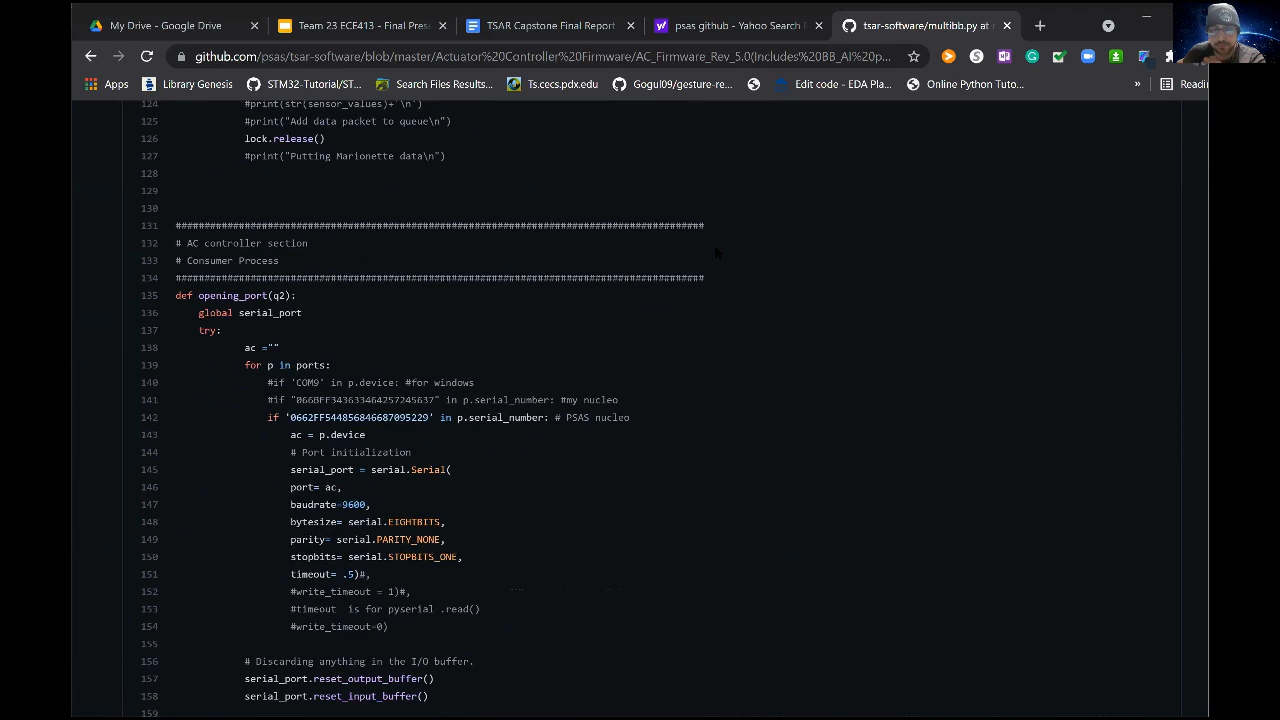 My Drive - Google Drive
Team 23 ECE413 - Final Pres
TSAR Capstone Final Report
psas github - Yahoo Search
tsar-software/multibb.py at
github.com/psas/tsar-software/blob/master/Actuator%20Controller%20Firmware/AC_Firmware_Rev_5.0(Includes%20BB_AI%20p...
Apps
Library Genesis
STM32-Tutorial/ST...
Search Files Results...
Ts.cecs.pdx.edu
Gogul09/gesture-re...
Edit code - EDA Pla...
Online Python Tuto...
»
Readin
124 #print(str(sensor_values)+'\n')
125 #print("Add data packet to queue\n")
126 lock.release()
127 #print("Putting Marionette data\n")
128
129
130
131 ##############################################################################################
132 # AC controller section
133 # Consumer Process
134 ##############################################################################################
135 def opening_port(q2):
136 global serial_port
137 try:
138 ac =""
139 for p in ports:
140 #if 'COM9' in p.device: #for windows
141 #if "066BFF343633464257245637" in p.serial_number: #my nucleo
142 if '0662FF544856846687095229' in p.serial_number: # PSAS nucleo
143 ac = p.device
144 # Port initialization
145 serial_port = serial.Serial(
146 port= ac,
147 baudrate=9600,
148 bytesize= serial.EIGHTBITS,
149 parity= serial.PARITY_NONE,
150 stopbits= serial.STOPBITS_ONE,
151 timeout= .5)#,
152 #write_timeout = 1)#,
153 #timeout  is for pyserial .read()
154 #write_timeout=0)
155
156 # Discarding anything in the I/O buffer.
157 serial_port.reset_output_buffer()
158 serial_port.reset_input_buffer()
159